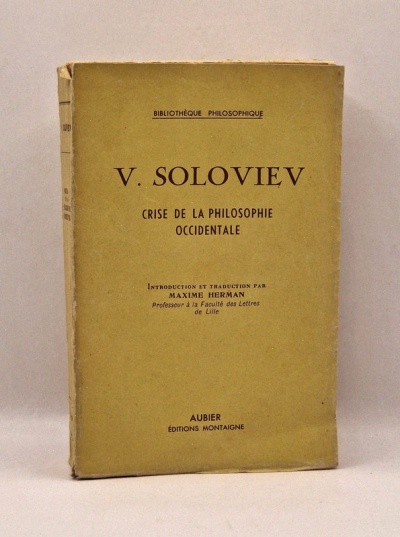 BIBLIOTHÈQUE PHILOSOPHIQUE
V. SOLOVIEV
CRISE DE LA PHILOSOPHIE
OCCIDENTALE
INTRODUCTION ET TRADUCTION PAR
MAXIME HERMAN
Professeur à la Faculté des Lettres
de Lille
AUBIER
ÉDITIONS MONTAIGNE